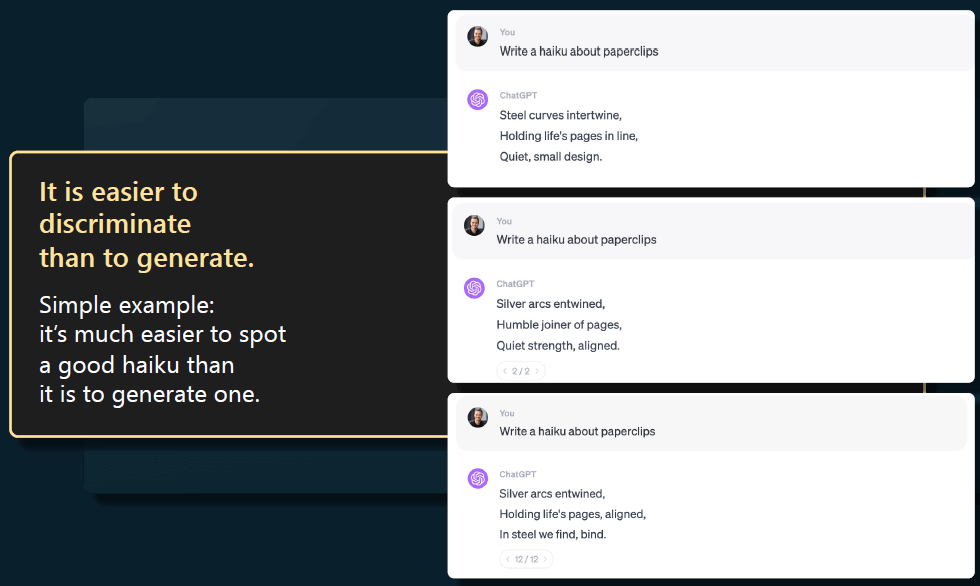 It is easier to
discriminate
than to generate.
Simple example:
it's much easier to spot
a good haiku than
it is to generate one.
You
Write a haiku about paperclips
ChatGPT
Steel curves intertwine,
Holding life's pages in line,
Quiet, small design.
You
Write a haiku about paperclips
ChatGPT
Silver arcs entwined,
Humble joiner of pages,
Quiet strength, aligned.
< 2 / 2 >
You
Write a haiku about paperclips
ChatGPT
Silver arcs entwined,
Holding life's pages, aligned,
In steel we find, bind.
< 12 / 12 >